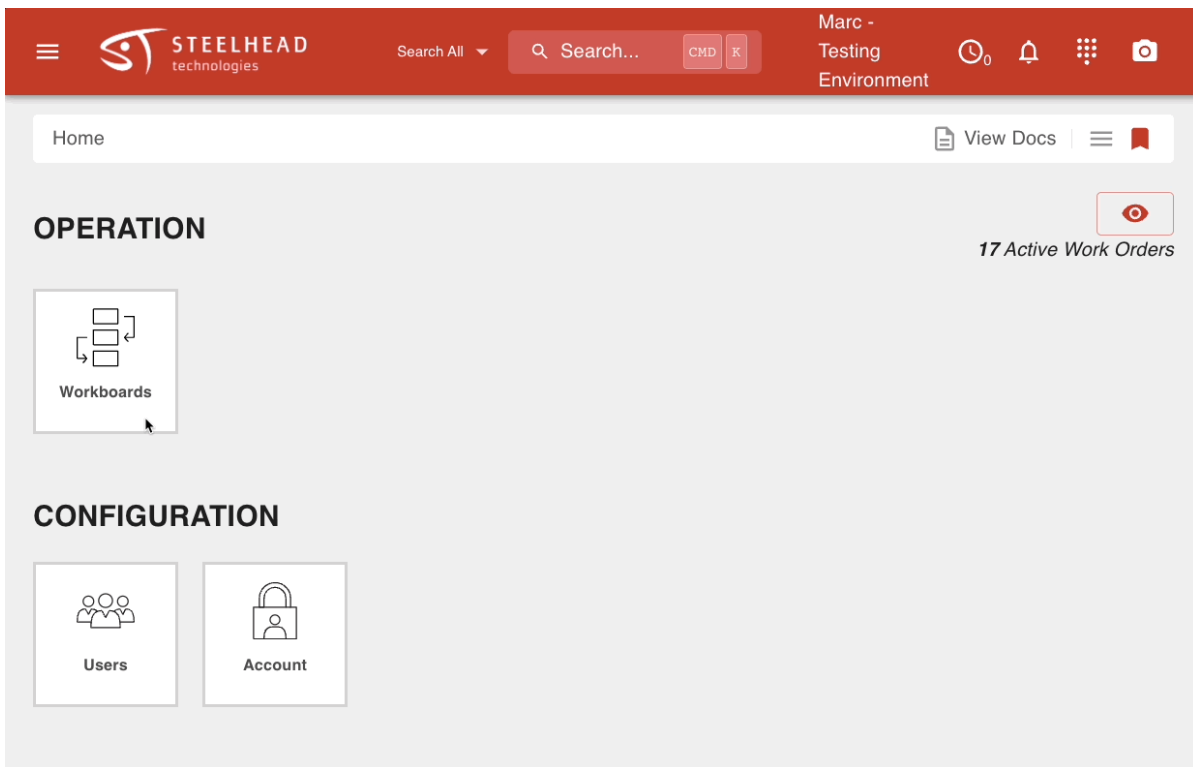 STEELHEAD
technologies
Search All
Search...
CMD K
Marc -
Testing
Environment
0
Home
View Docs
OPERATION
17 Active Work Orders
Workboards
CONFIGURATION
Users
Account